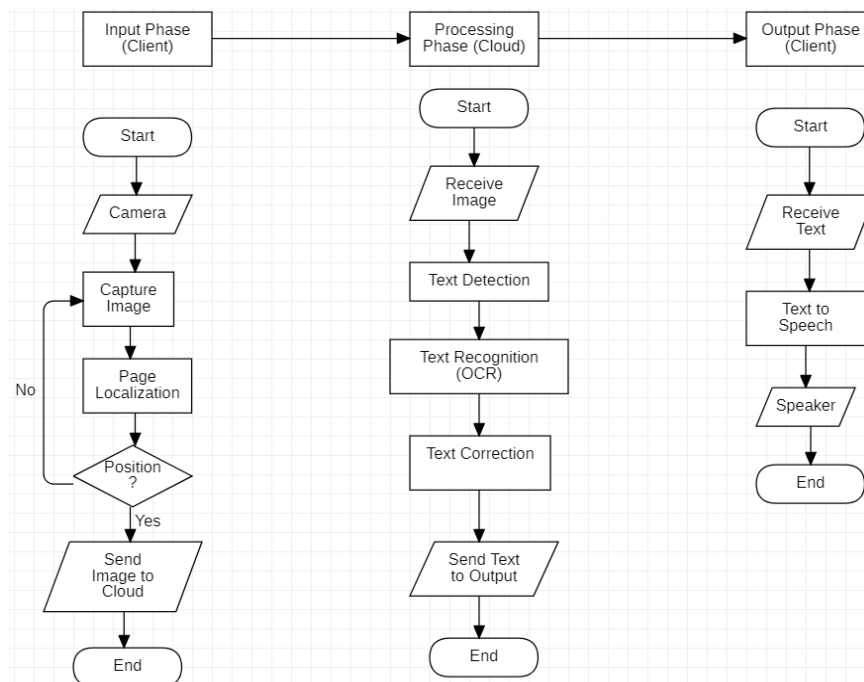 Input Phase
(Client)
Processing
Phase (Cloud)
Output Phase
(Client)
Start
Camera
Capture
Image
Page
Localization
No
Position
?
Yes
Send
Image to
Cloud
End
Start
Receive
Image
Text Detection
Text Recognition
(OCR)
Text Correction
Send Text
to Output
End
Start
Receive
Text
Text to
Speech
Speaker
End